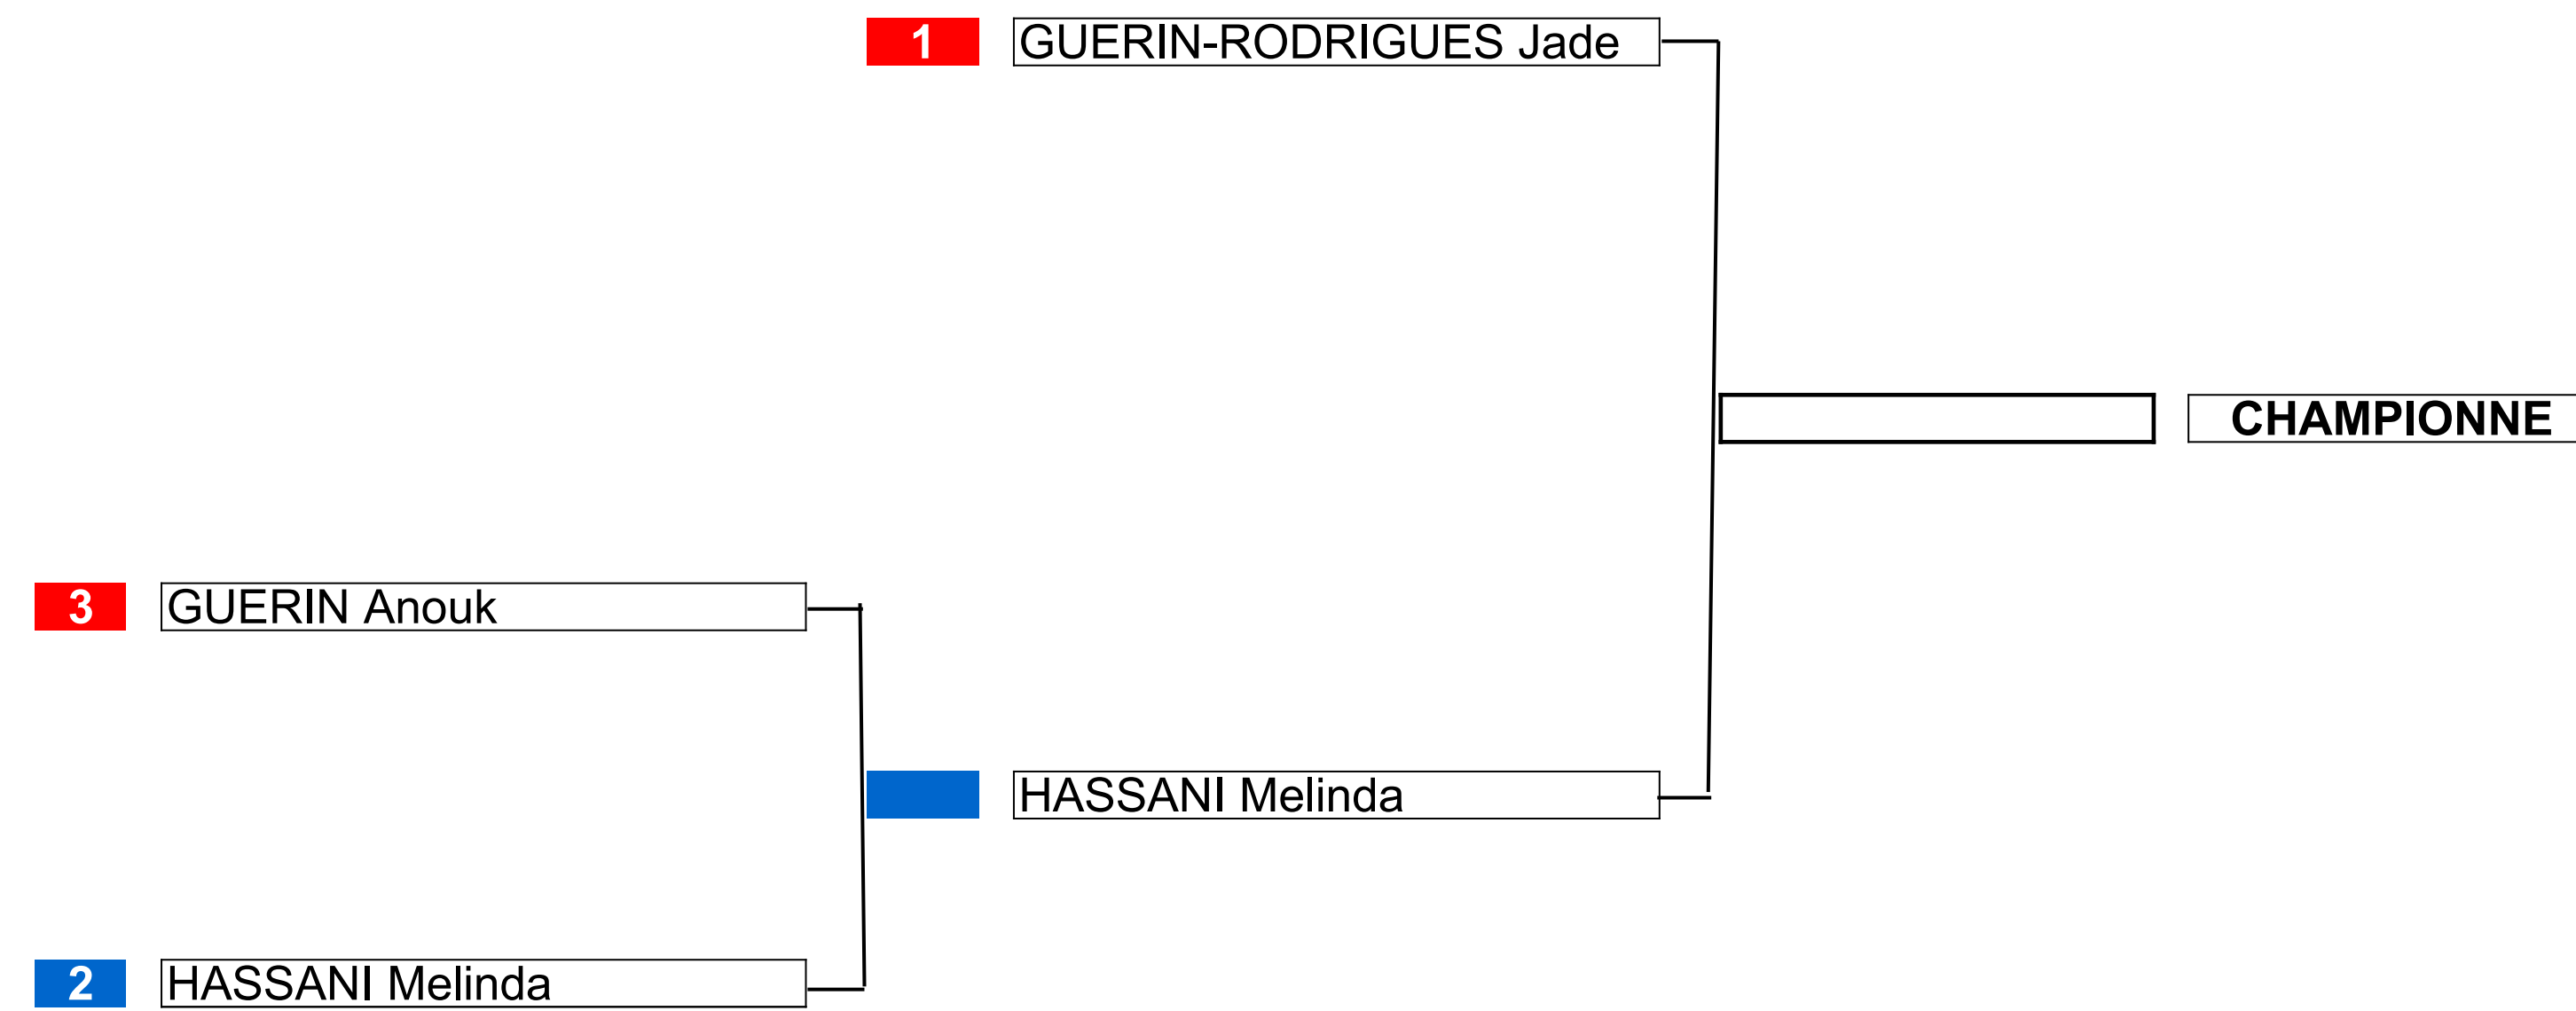 1 GUERIN-RODRIGUES Jade
CHAMPIONNE
3 GUERIN Anouk
HASSANI Melinda
2 HASSANI Melinda